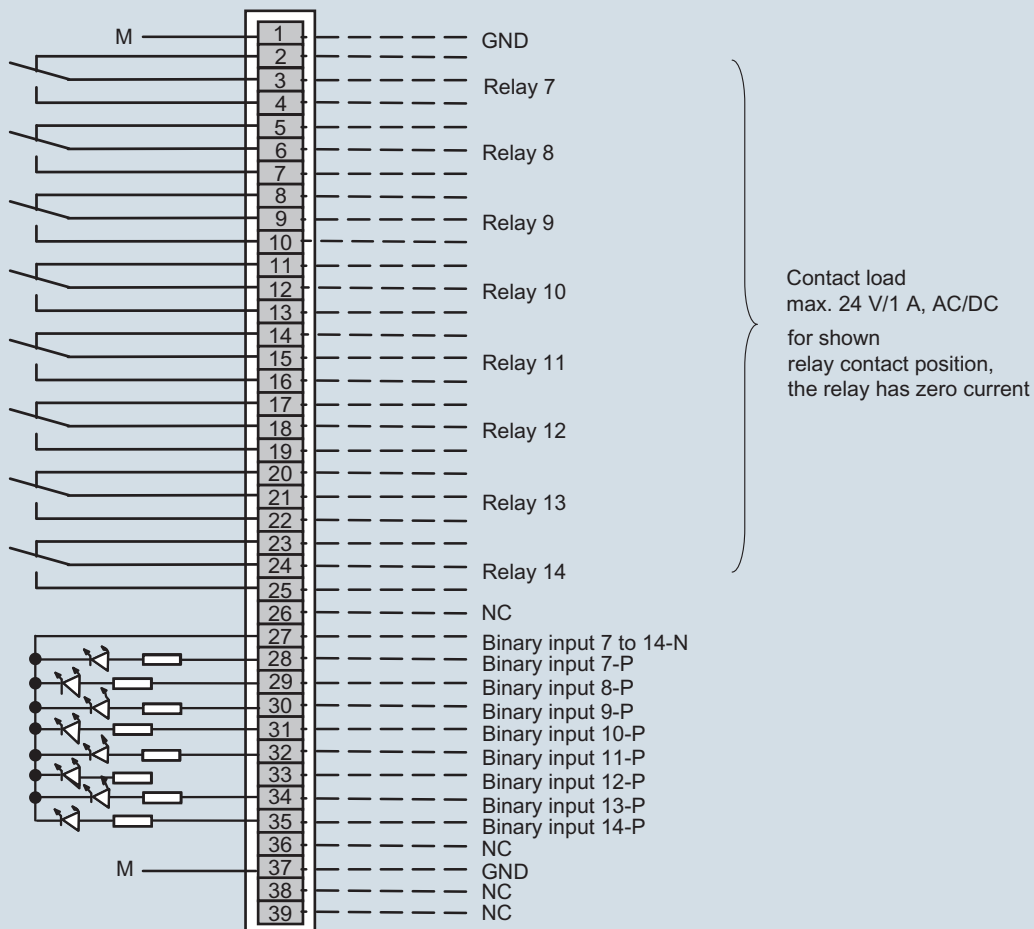 M 1 GND
2
3 Relay 7
4
5
6 Relay 8
7
8
9 Relay 9
10
11
12 Relay 10
13
14
15 Relay 11
16
17
18 Relay 12
19
20
21 Relay 13
22
23
24 Relay 14
25
26 NC
27 Binary input 7 to 14-N
28 Binary input 7-P
29 Binary input 8-P
30 Binary input 9-P
31 Binary input 10-P
32 Binary input 11-P
33 Binary input 12-P
34 Binary input 13-P
35 Binary input 14-P
36 NC
M 37 GND
38 NC
39 NC
Contact load
max. 24 V/1 A, AC/DC
for shown
relay contact position,
the relay has zero current